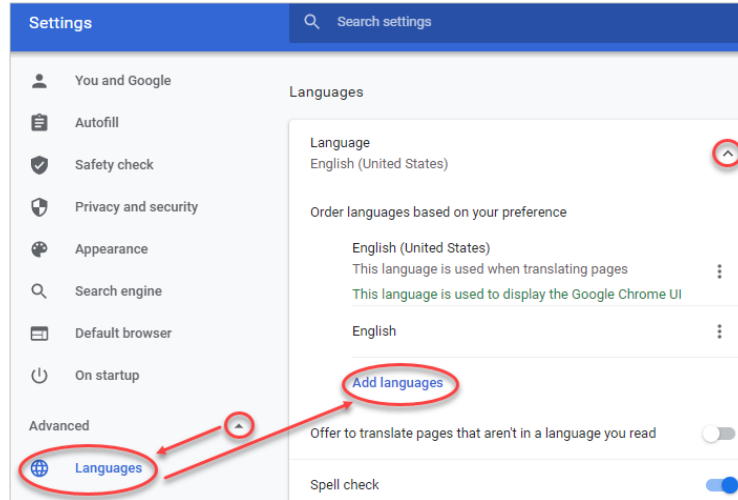 Settings
Search settings
You and Google
Autofill
Safety check
Privacy and security
Appearance
Search engine
Default browser
On startup
Advanced
Languages
Languages
Language
English (United States)
Order languages based on your preference
English (United States)
This language is used when translating pages
This language is used to display the Google Chrome UI
English
Add languages
Offer to translate pages that aren't in a language you read
Spell check